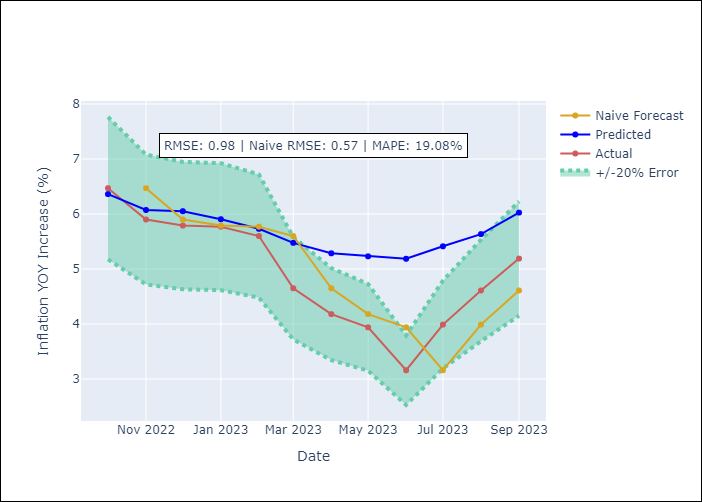 RMSE: 0.98 | Naive RMSE: 0.57 | MAPE: 19.08%
Naive Forecast
Predicted
Actual
+/-20% Error
Inflation YOY Increase (%)
8
7
6
5
4
3
Nov 2022
Jan 2023
Mar 2023
May 2023
Jul 2023
Sep 2023
Date